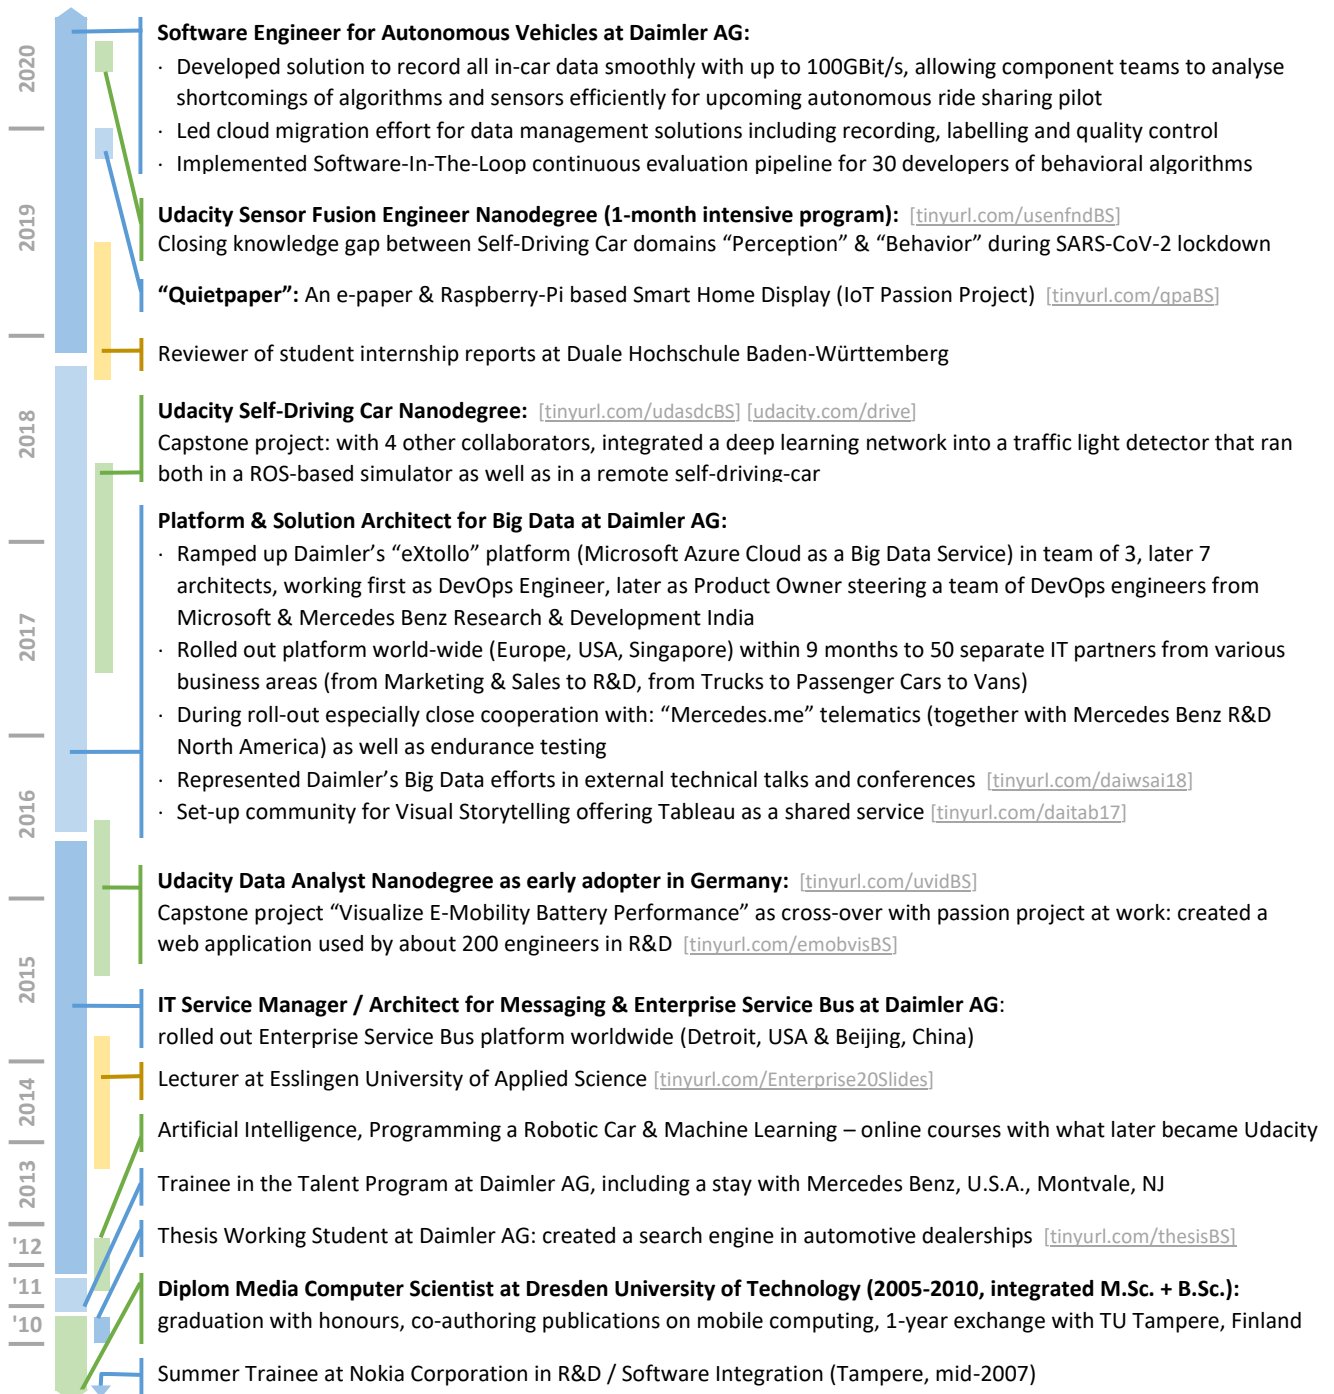 2020
2019
2018
2017
2016
2015
2014
2013
'12
'11
'10
Software Engineer for Autonomous Vehicles at Daimler AG:
· Developed solution to record all in-car data smoothly with up to 100GBit/s, allowing component teams to analyse
shortcomings of algorithms and sensors efficiently for upcoming autonomous ride sharing pilot
· Led cloud migration effort for data management solutions including recording, labelling and quality control
· Implemented Software-In-The-Loop continuous evaluation pipeline for 30 developers of behavioral algorithms
Udacity Sensor Fusion Engineer Nanodegree (1-month intensive program): [tinyurl.com/usenfndBS]
Closing knowledge gap between Self-Driving Car domains “Perception” & “Behavior” during SARS-CoV-2 lockdown
“Quietpaper”: An e-paper & Raspberry-Pi based Smart Home Display (IoT Passion Project) [tinyurl.com/qpaBS]
Reviewer of student internship reports at Duale Hochschule Baden-Württemberg
Udacity Self-Driving Car Nanodegree: [tinyurl.com/udasdcBS] [udacity.com/drive]
Capstone project: with 4 other collaborators, integrated a deep learning network into a traffic light detector that ran
both in a ROS-based simulator as well as in a remote self-driving-car
Platform & Solution Architect for Big Data at Daimler AG:
· Ramped up Daimler’s “eXtollo” platform (Microsoft Azure Cloud as a Big Data Service) in team of 3, later 7
architects, working first as DevOps Engineer, later as Product Owner steering a team of DevOps engineers from
Microsoft & Mercedes Benz Research & Development India
· Rolled out platform world-wide (Europe, USA, Singapore) within 9 months to 50 separate IT partners from various
business areas (from Marketing & Sales to R&D, from Trucks to Passenger Cars to Vans)
· During roll-out especially close cooperation with: “Mercedes.me” telematics (together with Mercedes Benz R&D
North America) as well as endurance testing
· Represented Daimler’s Big Data efforts in external technical talks and conferences [tinyurl.com/daiwsai18]
· Set-up community for Visual Storytelling offering Tableau as a shared service [tinyurl.com/daitab17]
Udacity Data Analyst Nanodegree as early adopter in Germany: [tinyurl.com/uvidBS]
Capstone project “Visualize E-Mobility Battery Performance” as cross-over with passion project at work: created a
web application used by about 200 engineers in R&D [tinyurl.com/emobvisBS]
IT Service Manager / Architect for Messaging & Enterprise Service Bus at Daimler AG:
rolled out Enterprise Service Bus platform worldwide (Detroit, USA & Beijing, China)
Lecturer at Esslingen University of Applied Science [tinyurl.com/Enterprise20Slides]
Artificial Intelligence, Programming a Robotic Car & Machine Learning – online courses with what later became Udacity
Trainee in the Talent Program at Daimler AG, including a stay with Mercedes Benz, U.S.A., Montvale, NJ
Thesis Working Student at Daimler AG: created a search engine in automotive dealerships [tinyurl.com/thesisBS]
Diplom Media Computer Scientist at Dresden University of Technology (2005-2010, integrated M.Sc. + B.Sc.):
graduation with honours, co-authoring publications on mobile computing, 1-year exchange with TU Tampere, Finland
Summer Trainee at Nokia Corporation in R&D / Software Integration (Tampere, mid-2007)